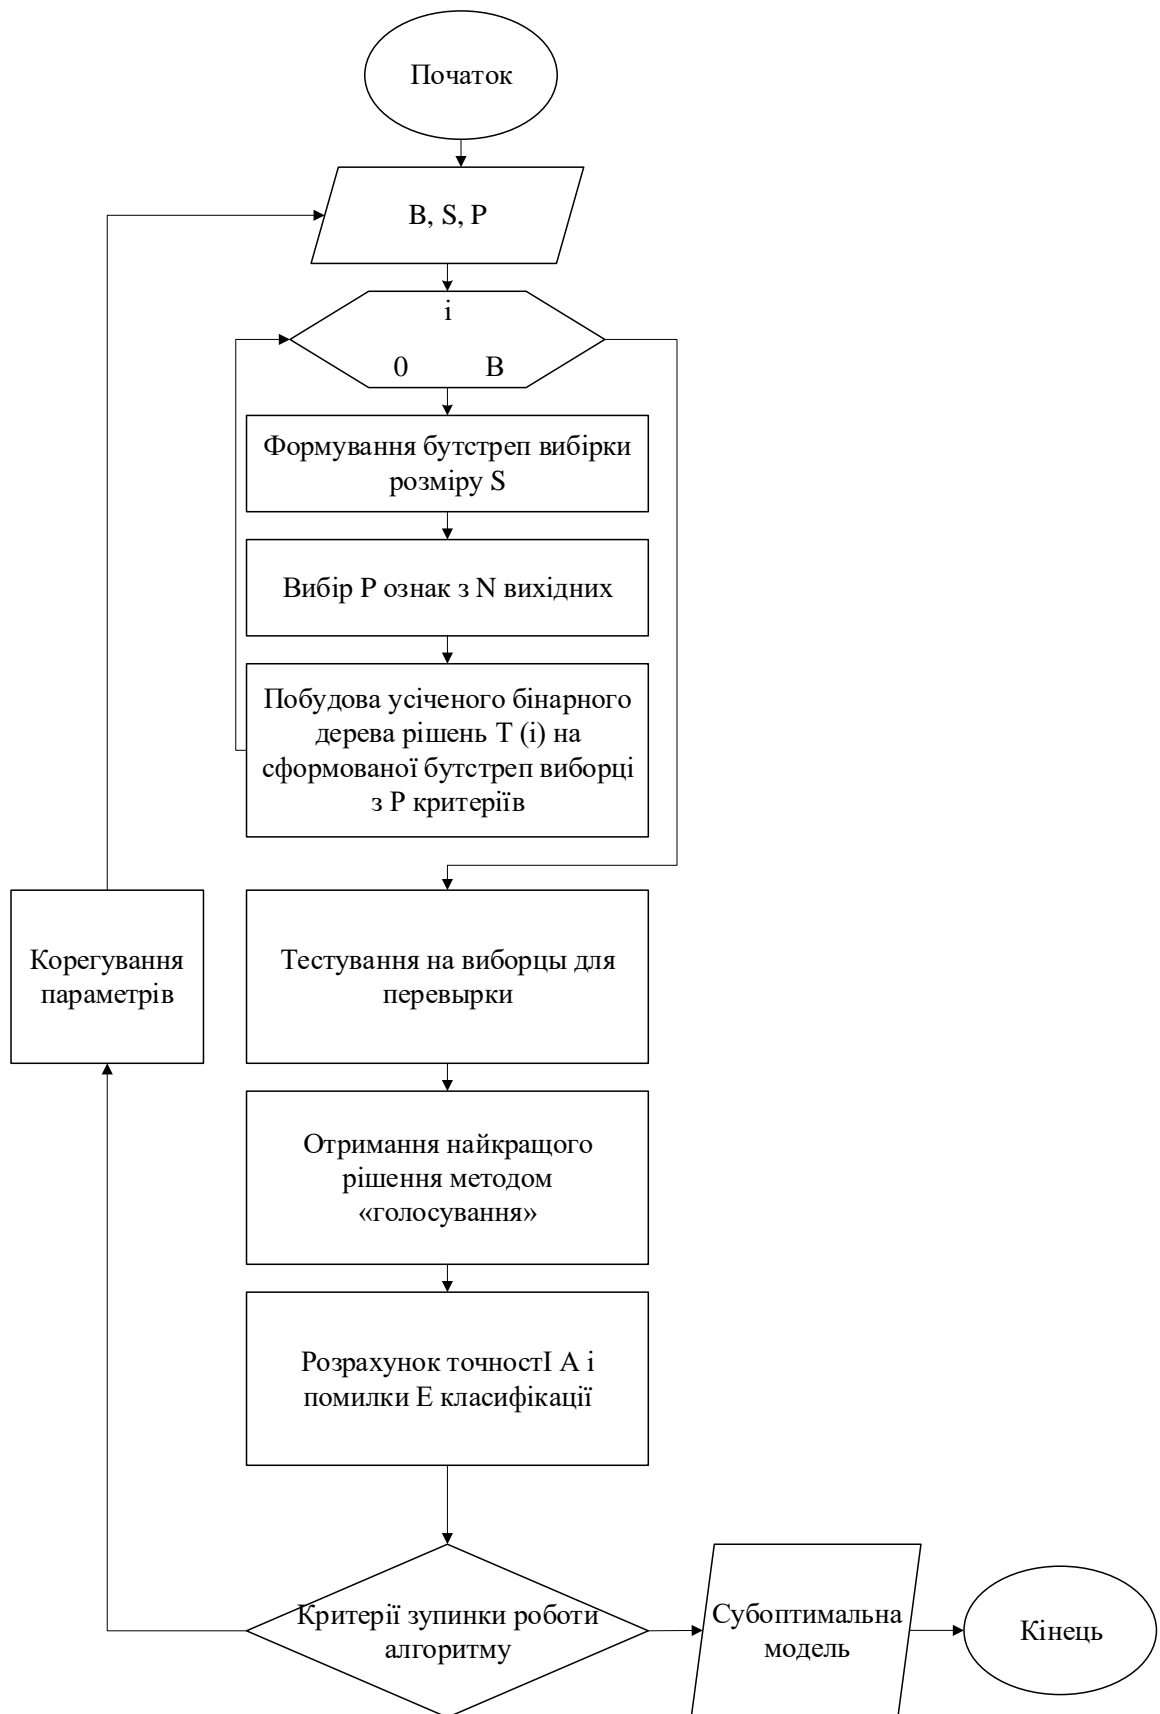 Початок
B, S, P
i
0 B
Формування бутстреп вибірки
розміру S
Вибір P ознак з N вихідних
Побудова усіченого бінарного
дерева рішень T (i) на
сформованої бутстреп виборці
з P критеріїв
Корегування
параметрів
Тестування на виборцы для
перевырки
Отримання найкращого
рішення методом
«голосування»
Розрахунок точностІ A і
помилки E класифікації
Критерії зупинки роботи
алгоритму
Субоптимальна
модель
Кінець